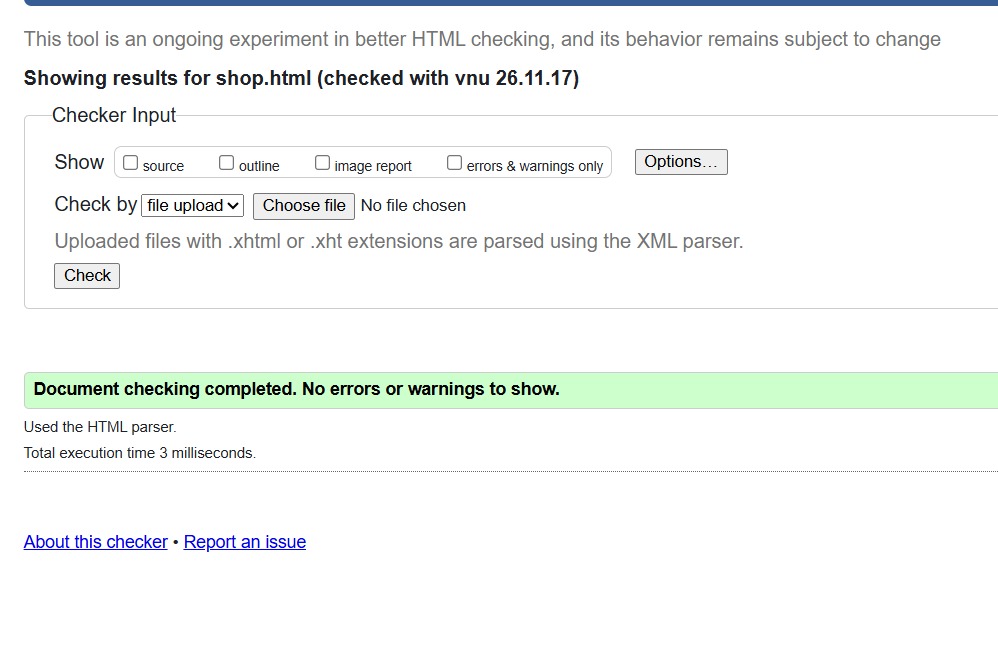 This tool is an ongoing experiment in better HTML checking, and its behavior remains subject to change
Showing results for shop.html (checked with vnu 26.11.17)
Checker Input
Show source outline image report errors & warnings only Options…
Check by file upload Choose file No file chosen
Uploaded files with .xhtml or .xht extensions are parsed using the XML parser.
Check
Document checking completed. No errors or warnings to show.
Used the HTML parser.
Total execution time 3 milliseconds.
About this checker • Report an issue